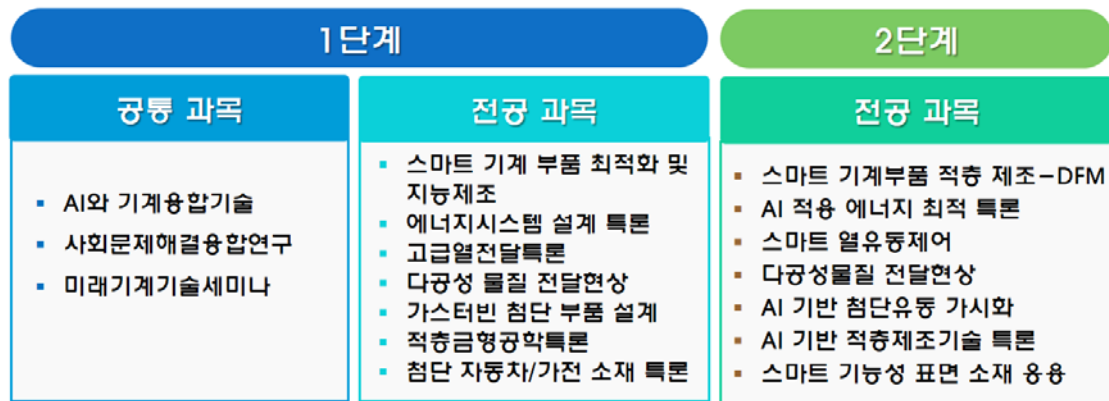 1단계
공통 과목
AI와 기계융합기술
사회문제해결융합연구
미래기계기술세미나
전공 과목
스마트 기계 부품 최적화 및
지능제조
에너지시스템 설계 특론
고급열전달특론
다공성 물질 전달현상
가스터빈 첨단 부품 설계
적층금형공학특론
첨단 자동차/가전 소재 특론
2단계
전공 과목
스마트 기계부품 적층 제조-DFM
AI 적용 에너지 최적 특론
스마트 열유동제어
다공성물질 전달현상
AI 기반 첨단유동 가시화
AI 기반 적층제조기술 특론
스마트 기능성 표면 소재 응용